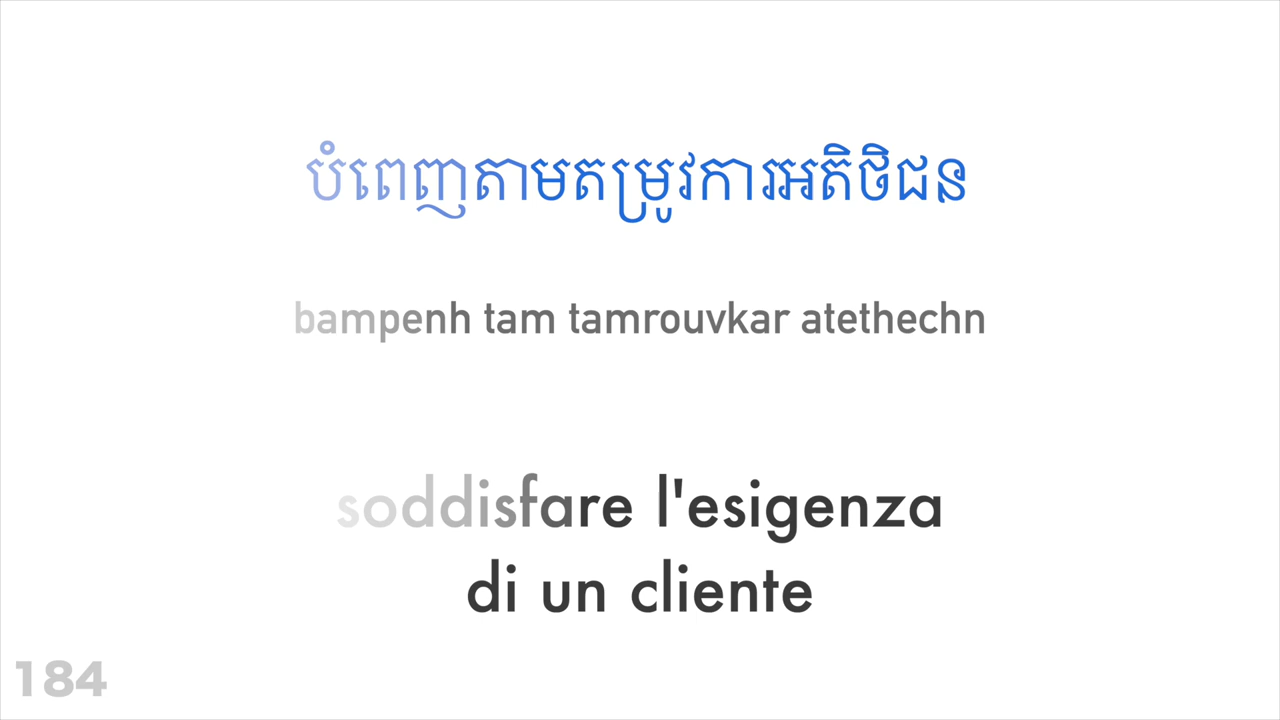 បំពេញតាមតម្រូវការអតិថិជន
bampenh tam tamrouvkar atethechn
soddisfare l'esigenza
di un cliente
184